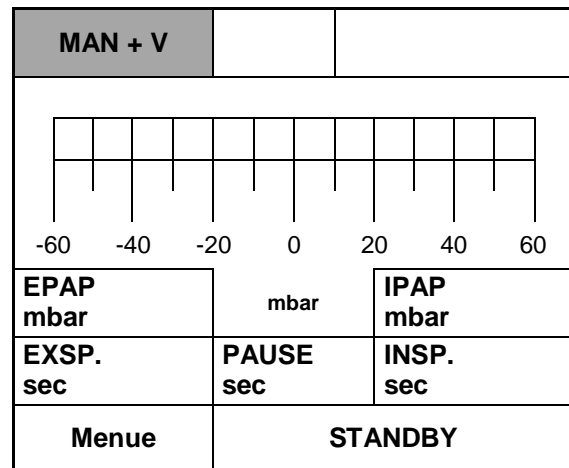 MAN + V
-60 -40 -20 0 20 40 60
EPAP mbar IPAP
mbar mbar
EXSP. PAUSE INSP.
sec sec sec
Menue STANDBY